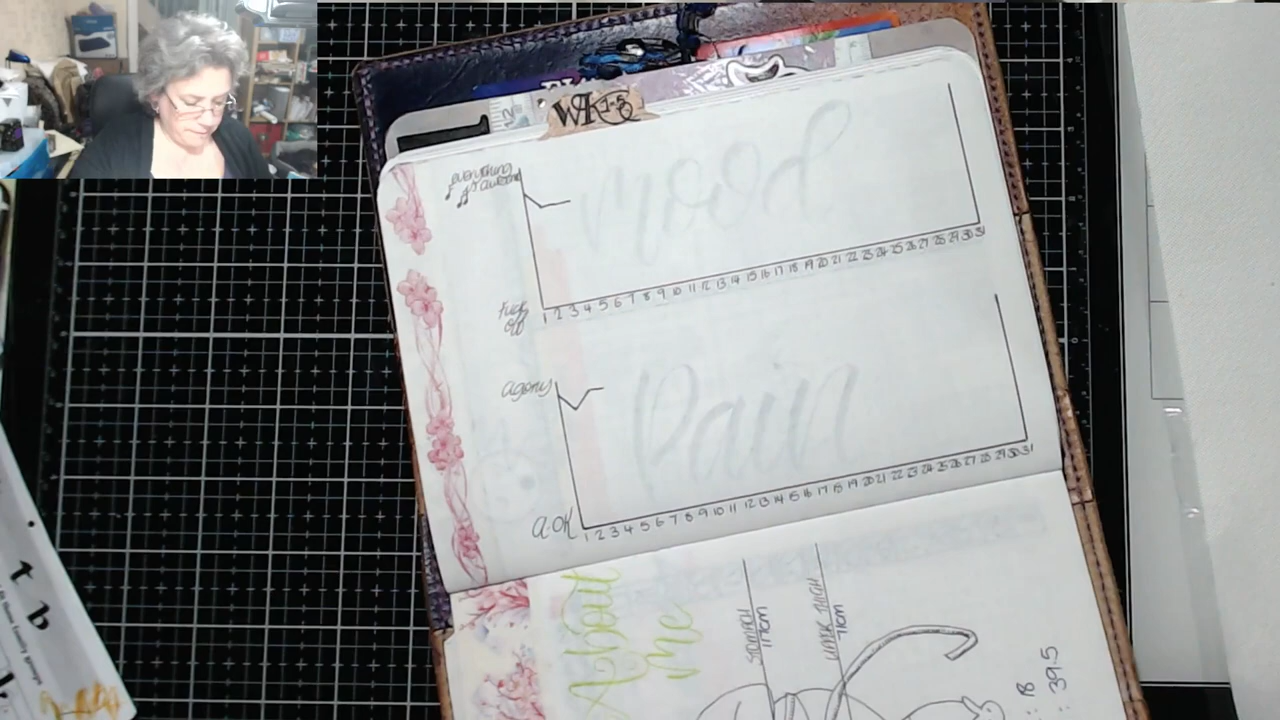 WK 1-5
everything
is awesome
mood
fuck
off
1 2 3 4 5 6 7 8 9 10 11 12 13 14 15 16 17 18 19 20 21 22 23 24 25 26 27 28 29 30 31
agony
Pain
a.ok
1 2 3 4 5 6 7 8 9 10 11 12 13 14 15 16 17 18 19 20 21 22 23 24 25 26 27 28 29 30 31
About
me
STOMACH
UPPER THIGH
71cm
: 39.5
t
b